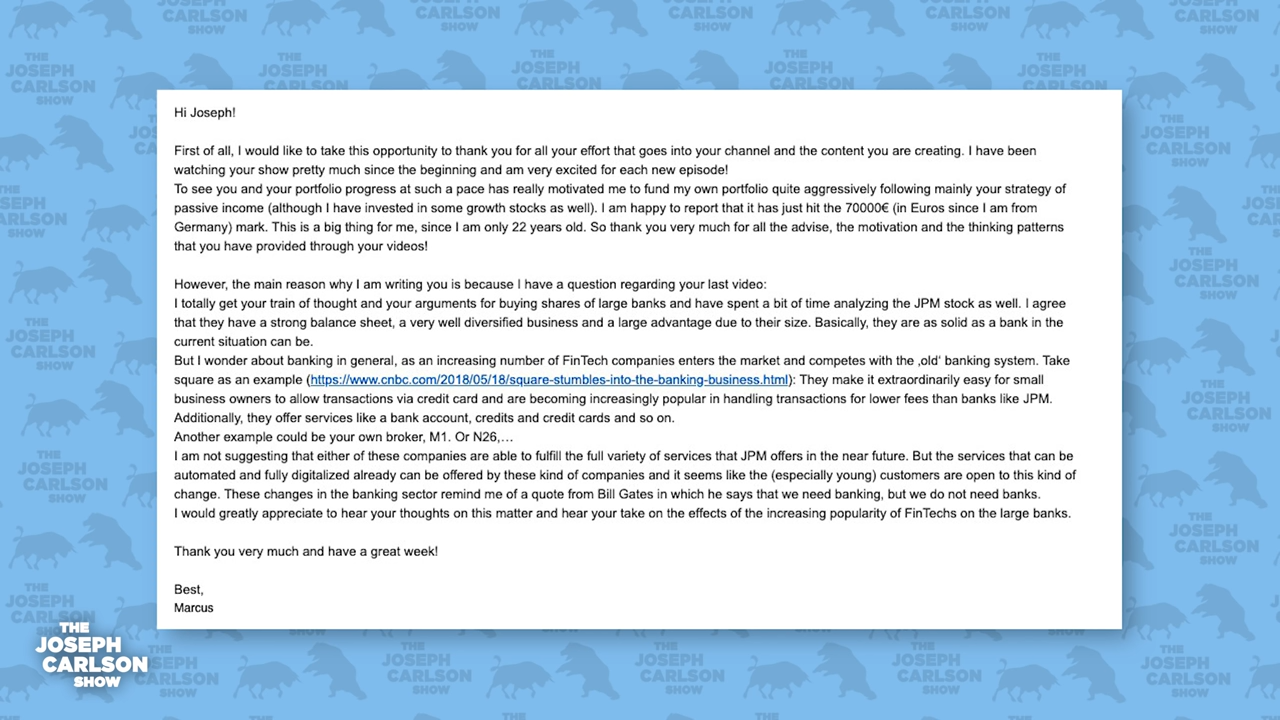 Hi Joseph!
First of all, I would like to take this opportunity to thank you for all your effort that goes into your channel and the content you are creating. I have been
watching your show pretty much since the beginning and am very excited for each new episode!
To see you and your portfolio progress at such a pace has really motivated me to fund my own portfolio quite aggressively following mainly your strategy of
passive income (although I have invested in some growth stocks as well). I am happy to report that it has just hit the 70000€ (in Euros since I am from
Germany) mark. This is a big thing for me, since I am only 22 years old. So thank you very much for all the advise, the motivation and the thinking patterns
that you have provided through your videos!
However, the main reason why I am writing you is because I have a question regarding your last video:
I totally get your train of thought and your arguments for buying shares of large banks and have spent a bit of time analyzing the JPM stock as well. I agree
that they have a strong balance sheet, a very well diversified business and a large advantage due to their size. Basically, they are as solid as a bank in the
current situation can be.
But I wonder about banking in general, as an increasing number of FinTech companies enters the market and competes with the ‚old‘ banking system. Take
square as an example (https://www.cnbc.com/2018/05/18/square-stumbles-into-the-banking-business.html): They make it extraordinarily easy for small
business owners to allow transactions via credit card and are becoming increasingly popular in handling transactions for lower fees than banks like JPM.
Additionally, they offer services like a bank account, credits and credit cards and so on.
Another example could be your own broker, M1. Or N26,…
I am not suggesting that either of these companies are able to fulfill the full variety of services that JPM offers in the near future. But the services that can be
automated and fully digitalized already can be offered by these kind of companies and it seems like the (especially young) customers are open to this kind of
change. These changes in the banking sector remind me of a quote from Bill Gates in which he says that we need banking, but we do not need banks.
I would greatly appreciate to hear your thoughts on this matter and hear your take on the effects of the increasing popularity of FinTechs on the large banks.
Thank you very much and have a great week!
Best,
Marcus
THE
JOSEPH
CARLSON
SHOW